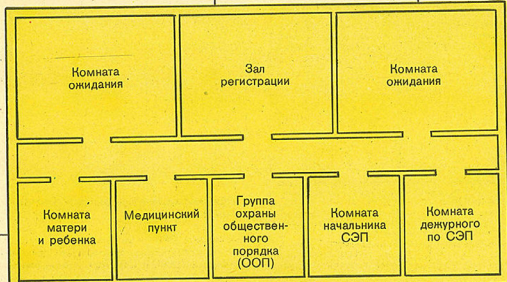 Комната
ожидания
Зал
регистрации
Комната
ожидания
Комната
матери
и ребенка
Медицинский
пункт
Группа
охраны
обществен-
ного
порядка
(ООП)
Комната
начальника
СЭП
Комната
дежурного
по СЭП